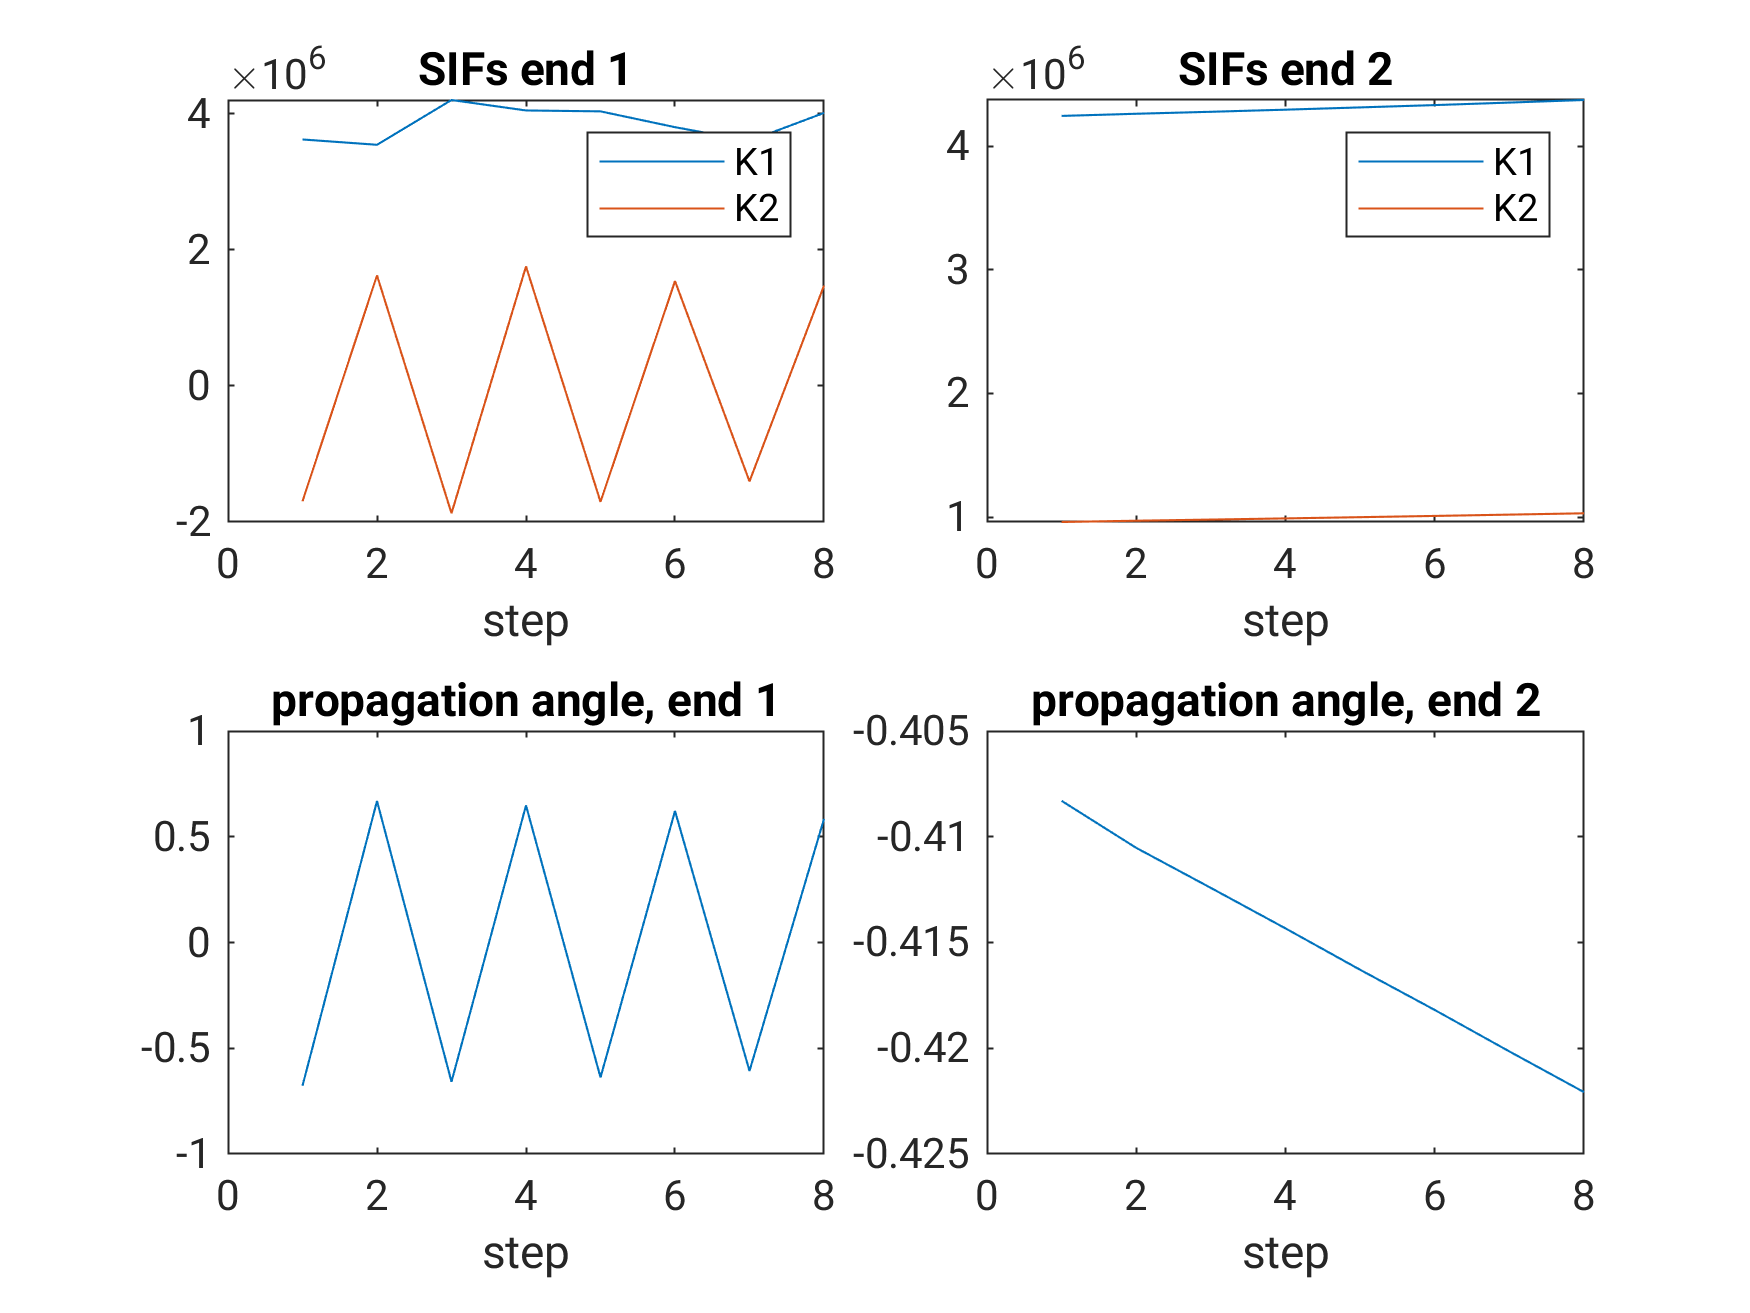 ×10^6
SIFs end 1
4
2
0
-2
K1
K2
0 2 4 6 8
step
×10^6
SIFs end 2
4
3
2
1
K1
K2
0 2 4 6 8
step
propagation angle, end 1
1
0.5
0
-0.5
-1
0 2 4 6 8
step
propagation angle, end 2
-0.405
-0.41
-0.415
-0.42
-0.425
0 2 4 6 8
step